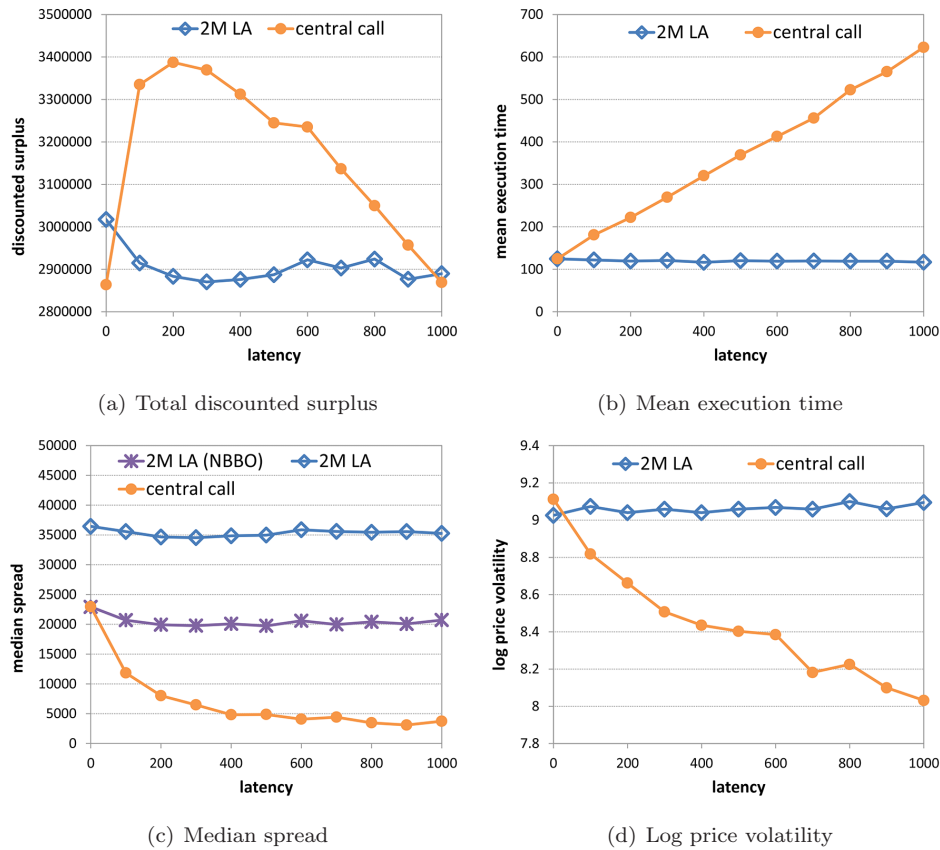 2M LA central call
3500000
3400000
3300000
3200000
3100000
3000000
2900000
2800000
discounted surplus
0 200 400 600 800 1000
latency
(a) Total discounted surplus
2M LA central call
700
600
500
400
300
200
100
0
mean execution time
0 200 400 600 800 1000
latency
(b) Mean execution time
2M LA (NBBO) 2M LA
central call
50000
45000
40000
35000
30000
25000
20000
15000
10000
5000
0
median spread
0 200 400 600 800 1000
latency
(c) Median spread
2M LA central call
9.4
9.2
9
8.8
8.6
8.4
8.2
8
7.8
log price volatility
0 200 400 600 800 1000
latency
(d) Log price volatility